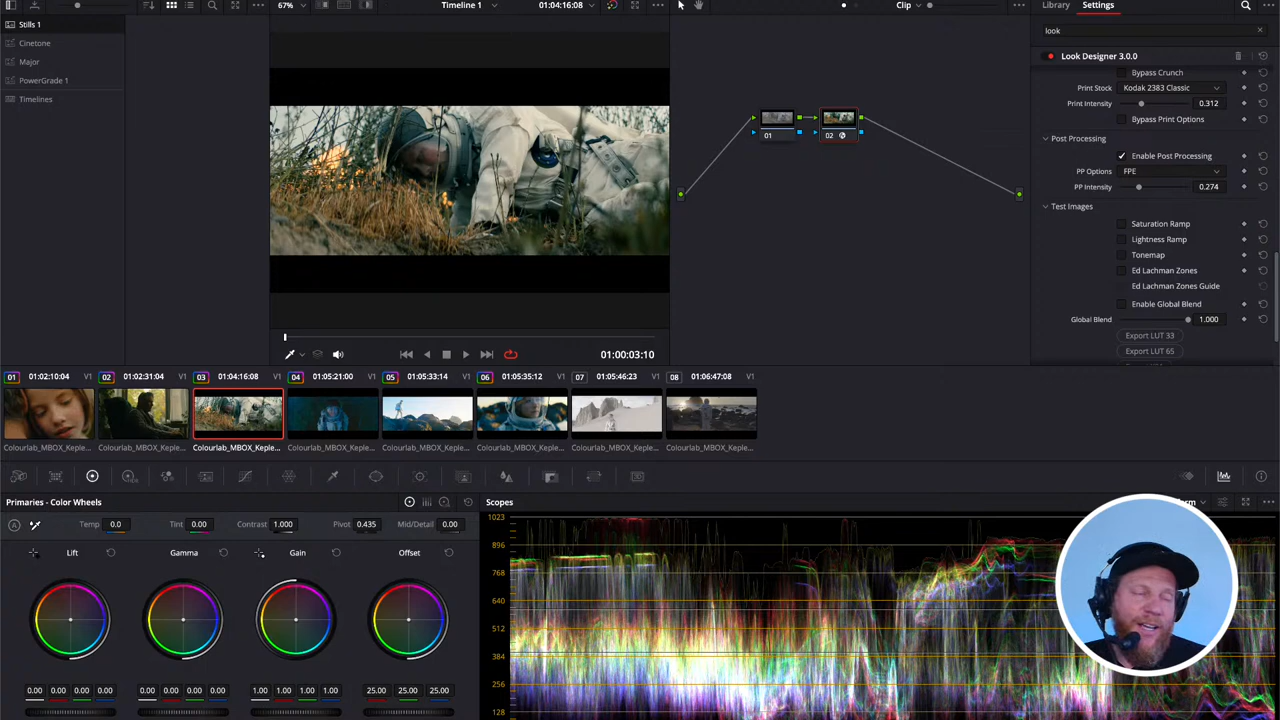 67%
Timeline 1
01:04:16:08
Clip
Library
Settings
Stills 1
Cinetone
Major
PowerGrade 1
Timelines
01
02
01:00:03:10
look
Look Designer 3.0.0
Bypass Crunch
Print Stock
Kodak 2383 Classic
Print Intensity
0.312
Bypass Print Options
Post Processing
Enable Post Processing
PP Options
FPE
PP Intensity
0.274
Test Images
Saturation Ramp
Lightness Ramp
Tonemap
Ed Lachman Zones
Ed Lachman Zones Guide
Enable Global Blend
Global Blend
1.000
Export LUT 33
Export LUT 65
01 01:02:10:04 V1
02 01:02:31:04 V1
03 01:04:16:08 V1
04 01:05:21:00 V1
05 01:05:33:14 V1
06 01:05:35:12 V1
07 01:05:46:23 V1
08 01:06:47:08 V1
Colourlab_MBOX_Keple...
Colourlab_MBOX_Keple...
Colourlab_MBOX_Keple...
Colourlab_MBOX_Keple...
Colourlab_MBOX_Keple...
Colourlab_MBOX_Keple...
Colourlab_MBOX_Keple...
Colourlab_MBOX_Keple...
Primaries - Color Wheels
A
Temp 0.0
Tint 0.00
Contrast 1.000
Pivot 0.435
Mid/Detail 0.00
Lift
Gamma
Gain
Offset
0.00 0.00 0.00 0.00
0.00 0.00 0.00 0.00
1.00 1.00 1.00 1.00
25.00 25.00 25.00
Scopes
1023
896
768
640
512
384
256
128